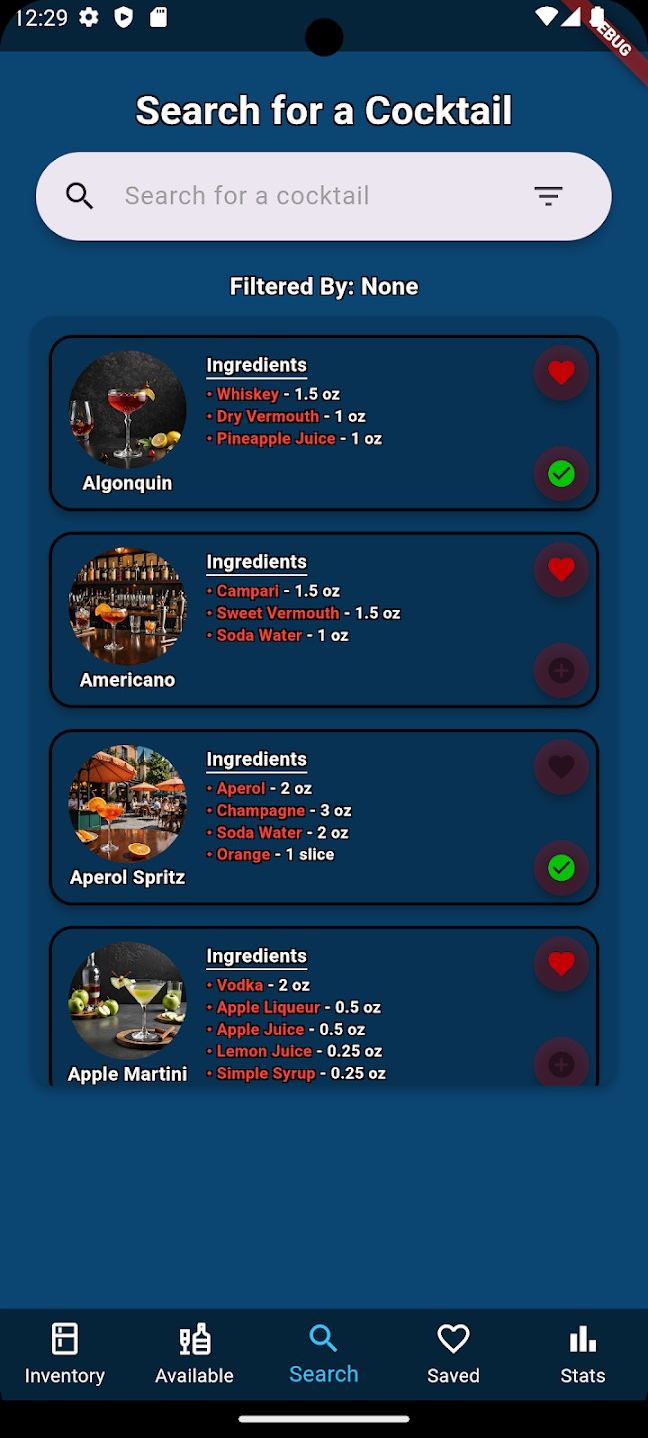 12:29
DEBUG
Search for a Cocktail
Search for a cocktail
Filtered By: None
Ingredients
• Whiskey - 1.5 oz
• Dry Vermouth - 1 oz
• Pineapple Juice - 1 oz
Algonquin
Ingredients
• Campari - 1.5 oz
• Sweet Vermouth - 1.5 oz
• Soda Water - 1 oz
Americano
Ingredients
• Aperol - 2 oz
• Champagne - 3 oz
• Soda Water - 2 oz
• Orange - 1 slice
Aperol Spritz
Ingredients
• Vodka - 2 oz
• Apple Liqueur - 0.5 oz
• Apple Juice - 0.5 oz
• Lemon Juice - 0.25 oz
• Simple Syrup - 0.25 oz
Apple Martini
Inventory
Available
Search
Saved
Stats